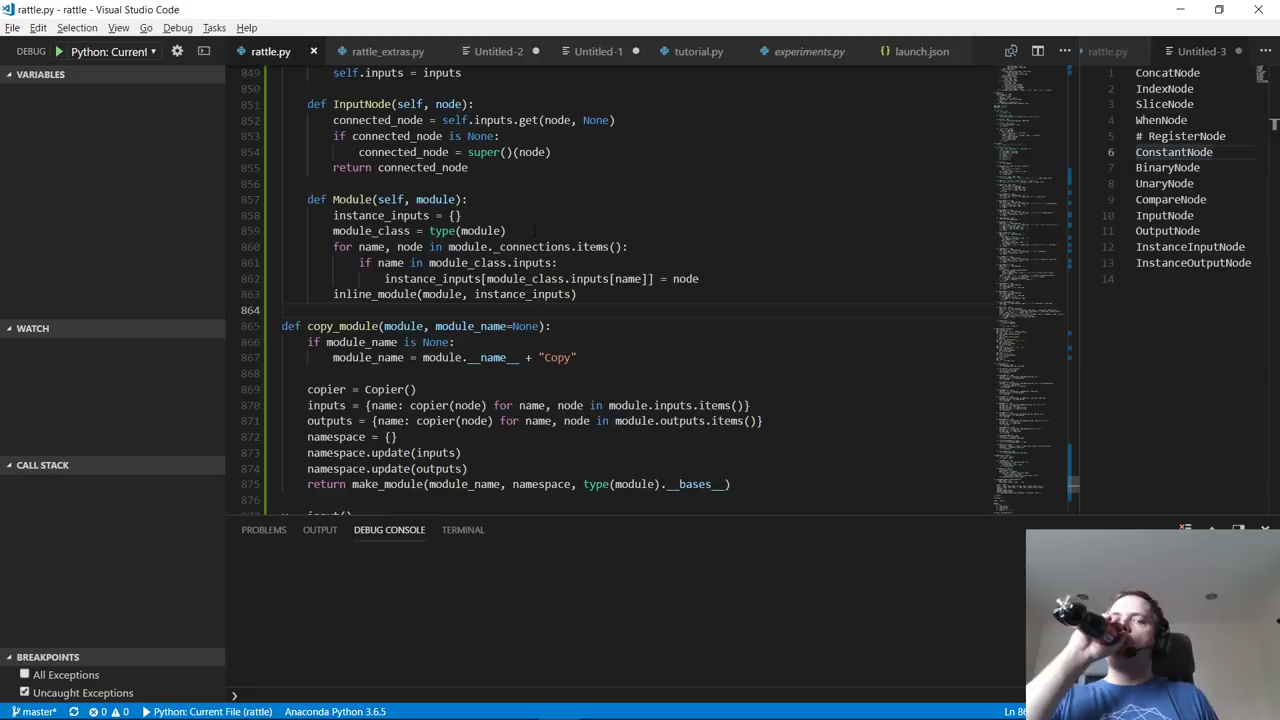 rattle.py - rattle - Visual Studio Code
File Edit Selection View Go Debug Tasks Help
DEBUG Python: Current
rattle.py rattle_extras.py Untitled-2 Untitled-1 tutorial.py experiments.py launch.json rattle.py Untitled-3
VARIABLES
WATCH
CALL STACK
BREAKPOINTS
All Exceptions
Uncaught Exceptions
849 self.inputs = inputs
850
851 def InputNode(self, node):
852 connected_node = self.inputs.get(node, None)
853 if connected_node is None:
854 connected_node = super()(node)
855 return connected_node
856
857 def Module(self, module):
858 instance_inputs = {}
859 module_class = type(module)
860 for name, node in module._connections.items():
861 if name in module_class.inputs:
862 instance_inputs[module_class.inputs[name]] = node
863 inline_module(module, instance_inputs)
864
865 def copy_module(module, module_name=None):
866 if module_name is None:
867 module_name = module.__name__ + "Copy"
868
869 copier = Copier()
870 inputs = {name: copier(node) for name, node in module.inputs.items()}
871 outputs = {name: copier(node) for name, node in module.outputs.items()}
872 namespace = {}
873 namespace.update(inputs)
874 namespace.update(outputs)
875 return make_module(module_name, namespace, type(module).__bases__)
876
1 ConcatNode
2 IndexNode
3 SliceNode
4 WhenNode
5 # RegisterNode
6 ConstantNode
7 BinaryNode
8 UnaryNode
9 CompareNode
10 InputNode
11 OutputNode
12 InstanceInputNode
13 InstanceOutputNode
14
PROBLEMS OUTPUT DEBUG CONSOLE TERMINAL
master* 0 0 Python: Current File (rattle) Anaconda Python 3.6.5